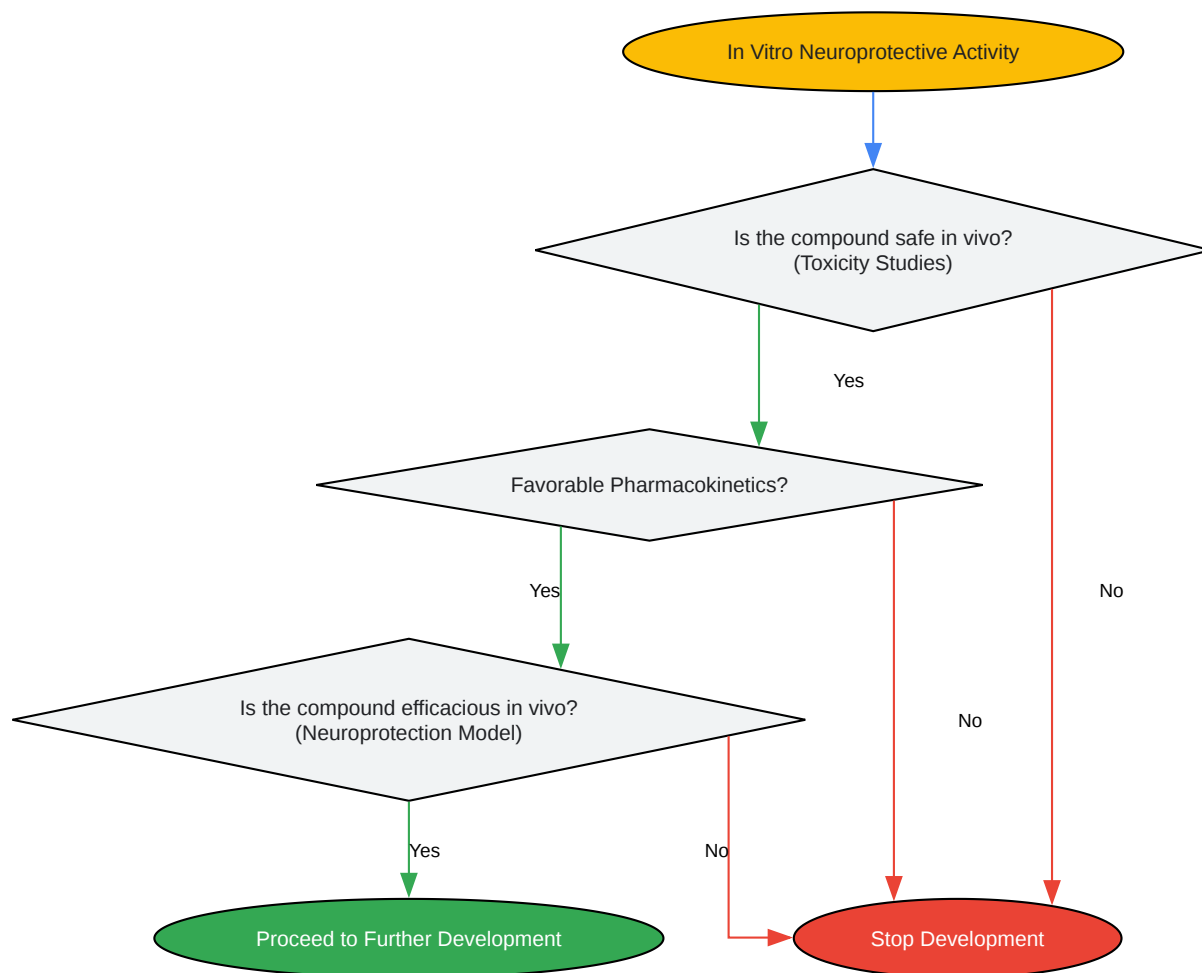 In Vitro Neuroprotective Activity
Is the compound safe in vivo?
(Toxicity Studies)
Yes
Favorable Pharmacokinetics?
Yes
No
Is the compound efficacious in vivo?
(Neuroprotection Model)
No
Yes
No
Proceed to Further Development
Stop Development